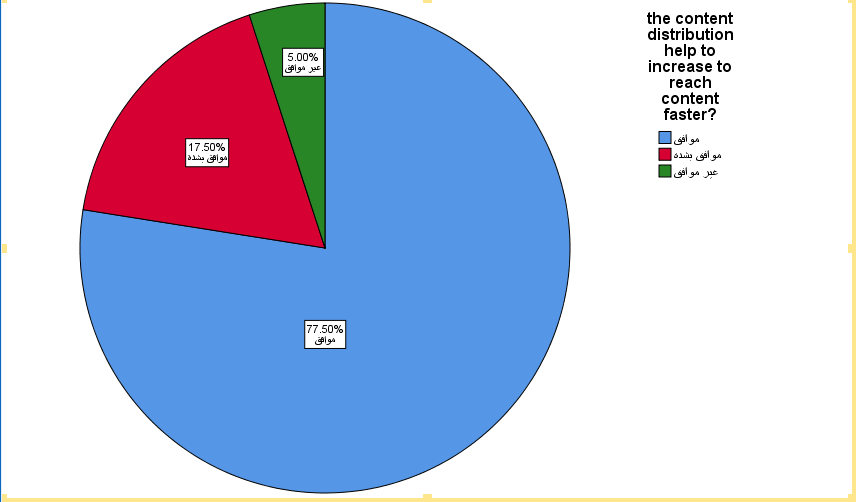 the content
distribution
help to
increase to
reach
content
faster?
موافق
موافق بشده
غير موافق
5.00%
غير موافق
17.50%
موافق بشدة
77.50%
موافق